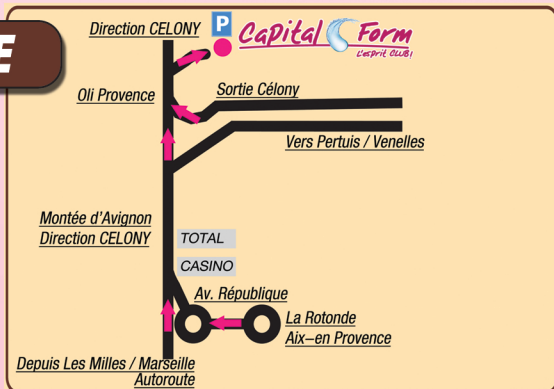 E
Direction CELONY
P
CaPital Form
L'esprit CLUB!
Oli Provence
Sortie Célony
Vers Pertuis / Venelles
Montée d'Avignon
Direction CELONY
TOTAL
CASINO
Av. République
La Rotonde
Aix-en Provence
Depuis Les Milles / Marseille
Autoroute